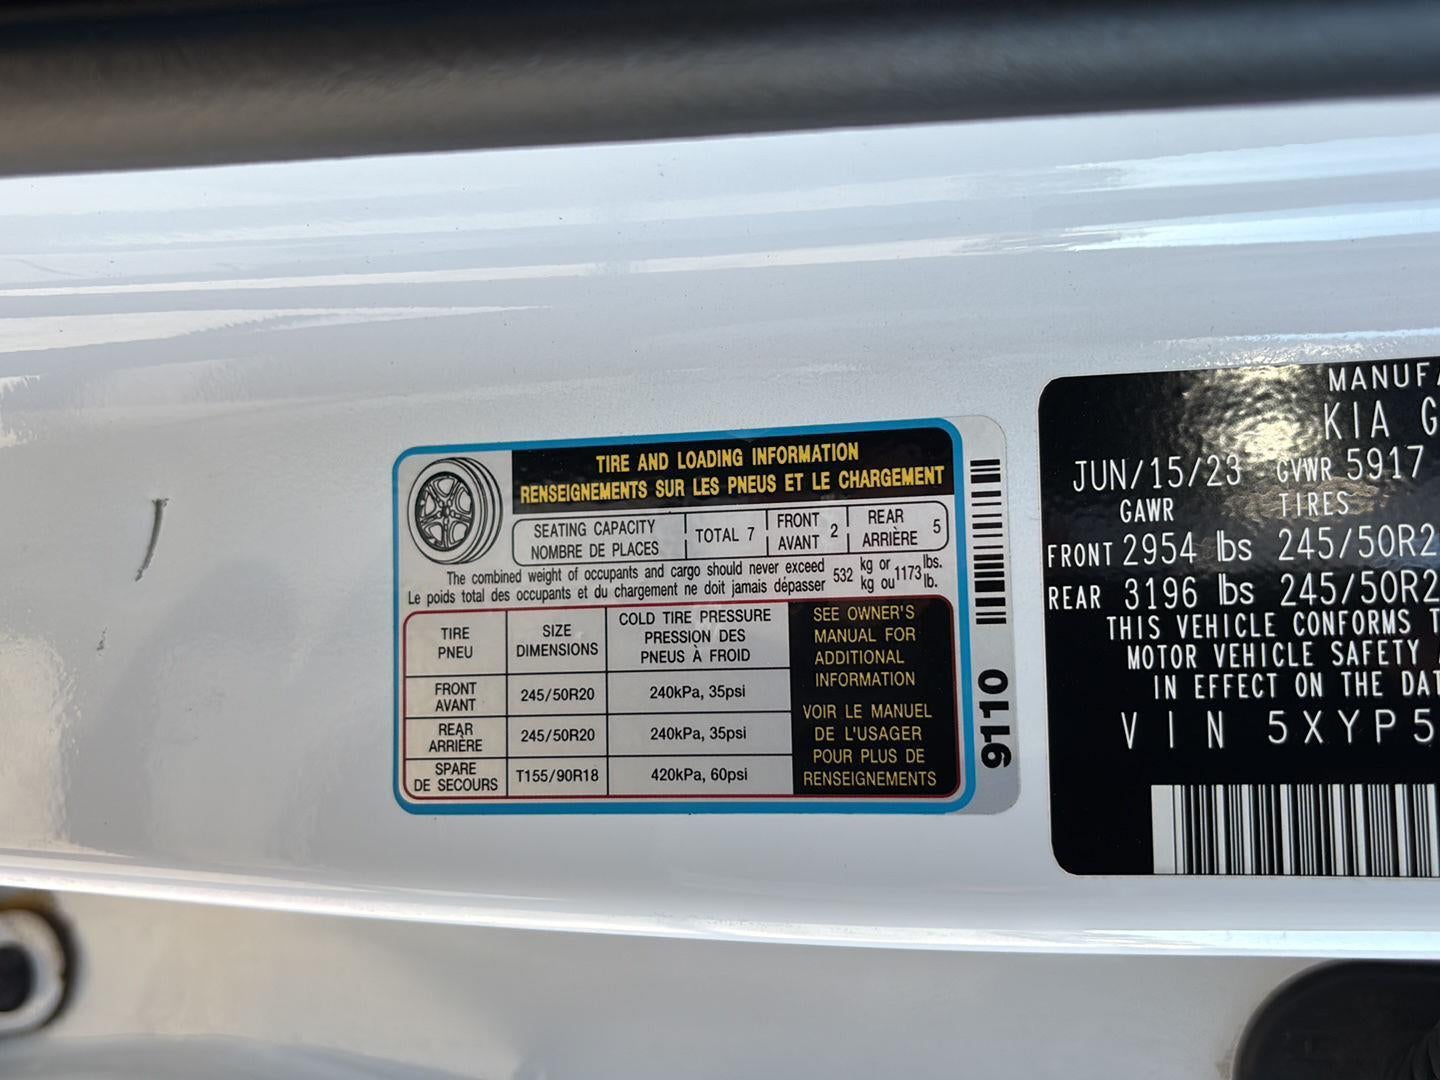 TIRE AND LOADING INFORMATION
RENSEIGNEMENTS SUR LES PNEUS ET LE CHARGEMENT
SEATING CAPACITY
NOMBRE DE PLACES
TOTAL 7
FRONT
AVANT 2
REAR
ARRIÈRE 5
The combined weight of occupants and cargo should never exceed 532 kg or 1173 lbs.
Le poids total des occupants et du chargement ne doit jamais dépasser kg ou lb.
TIRE
PNEU
SIZE
DIMENSIONS
COLD TIRE PRESSURE
PRESSION DES
PNEUS À FROID
FRONT
AVANT
245/50R20
240kPa, 35psi
REAR
ARRIÈRE
245/50R20
240kPa, 35psi
SPARE
DE SECOURS
T155/90R18
420kPa, 60psi
SEE OWNER'S
MANUAL FOR
ADDITIONAL
INFORMATION
VOIR LE MANUEL
DE L'USAGER
POUR PLUS DE
RENSEIGNEMENTS
9110
MANUFA
KIA G
JUN/15/23 GVWR 5917
GAWR TIRES
FRONT 2954 lbs 245/50R2
REAR 3196 lbs 245/50R2
THIS VEHICLE CONFORMS T
MOTOR VEHICLE SAFETY
IN EFFECT ON THE DAT
VIN 5XYP5